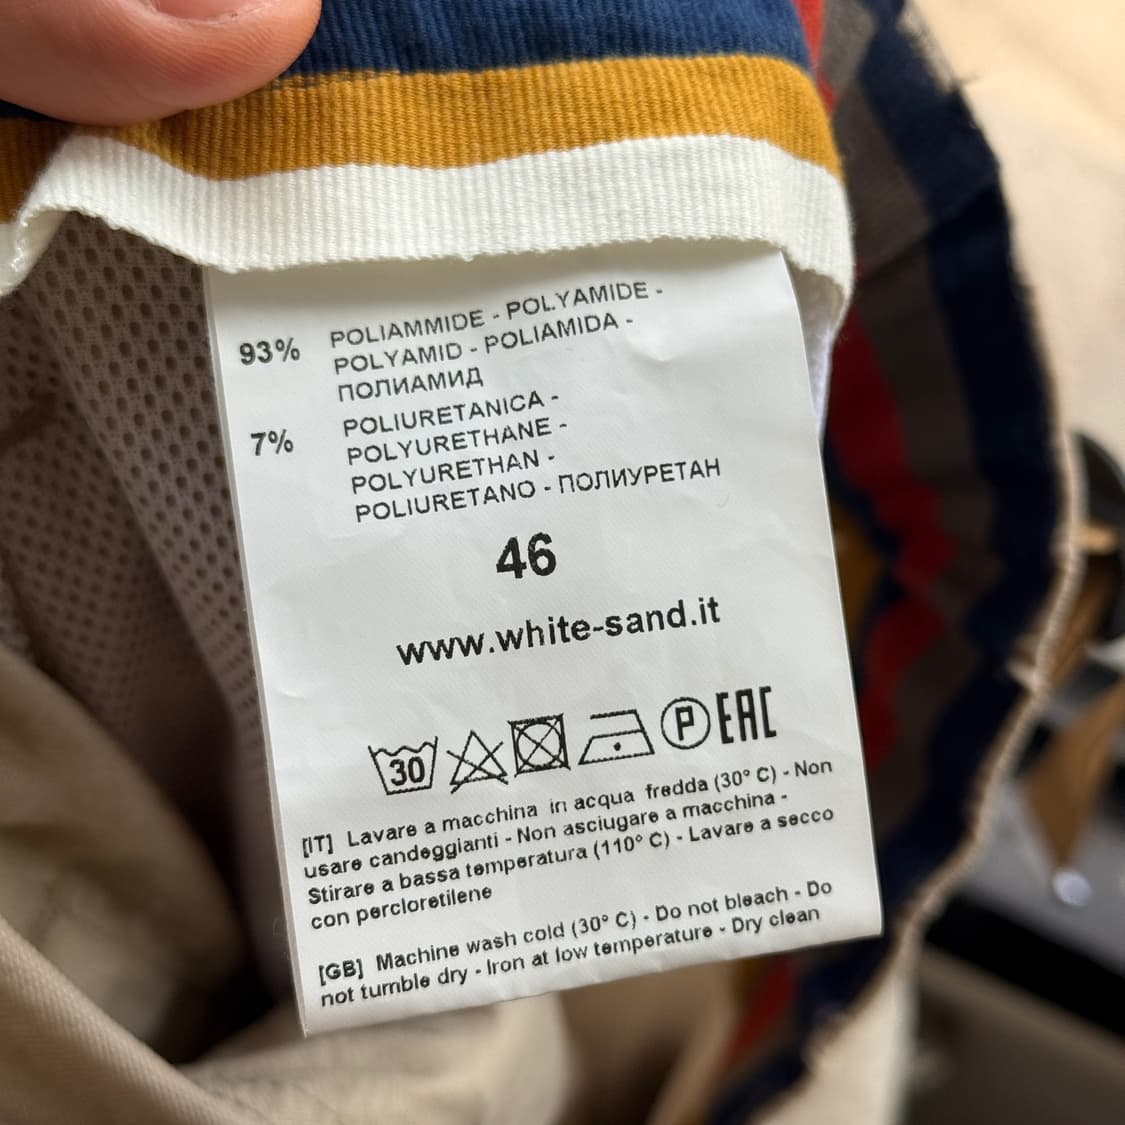 93% POLIAMMIDE - POLYAMIDE -
POLYAMID - POLIAMIDA -
ПОЛИАМИД
7% POLIURETANICA -
POLYURETHANE -
POLYURETHAN -
POLIURETANO - ПОЛИУРЕТАН
46
www.white-sand.it
30 P EAC
[IT] Lavare a macchina in acqua fredda (30° C) - Non
usare candeggianti - Non asciugare a macchina -
Stirare a bassa temperatura (110° C) - Lavare a secco
con percloretilene
[GB] Machine wash cold (30° C) - Do not bleach - Do
not tumble dry - Iron at low temperature - Dry clean